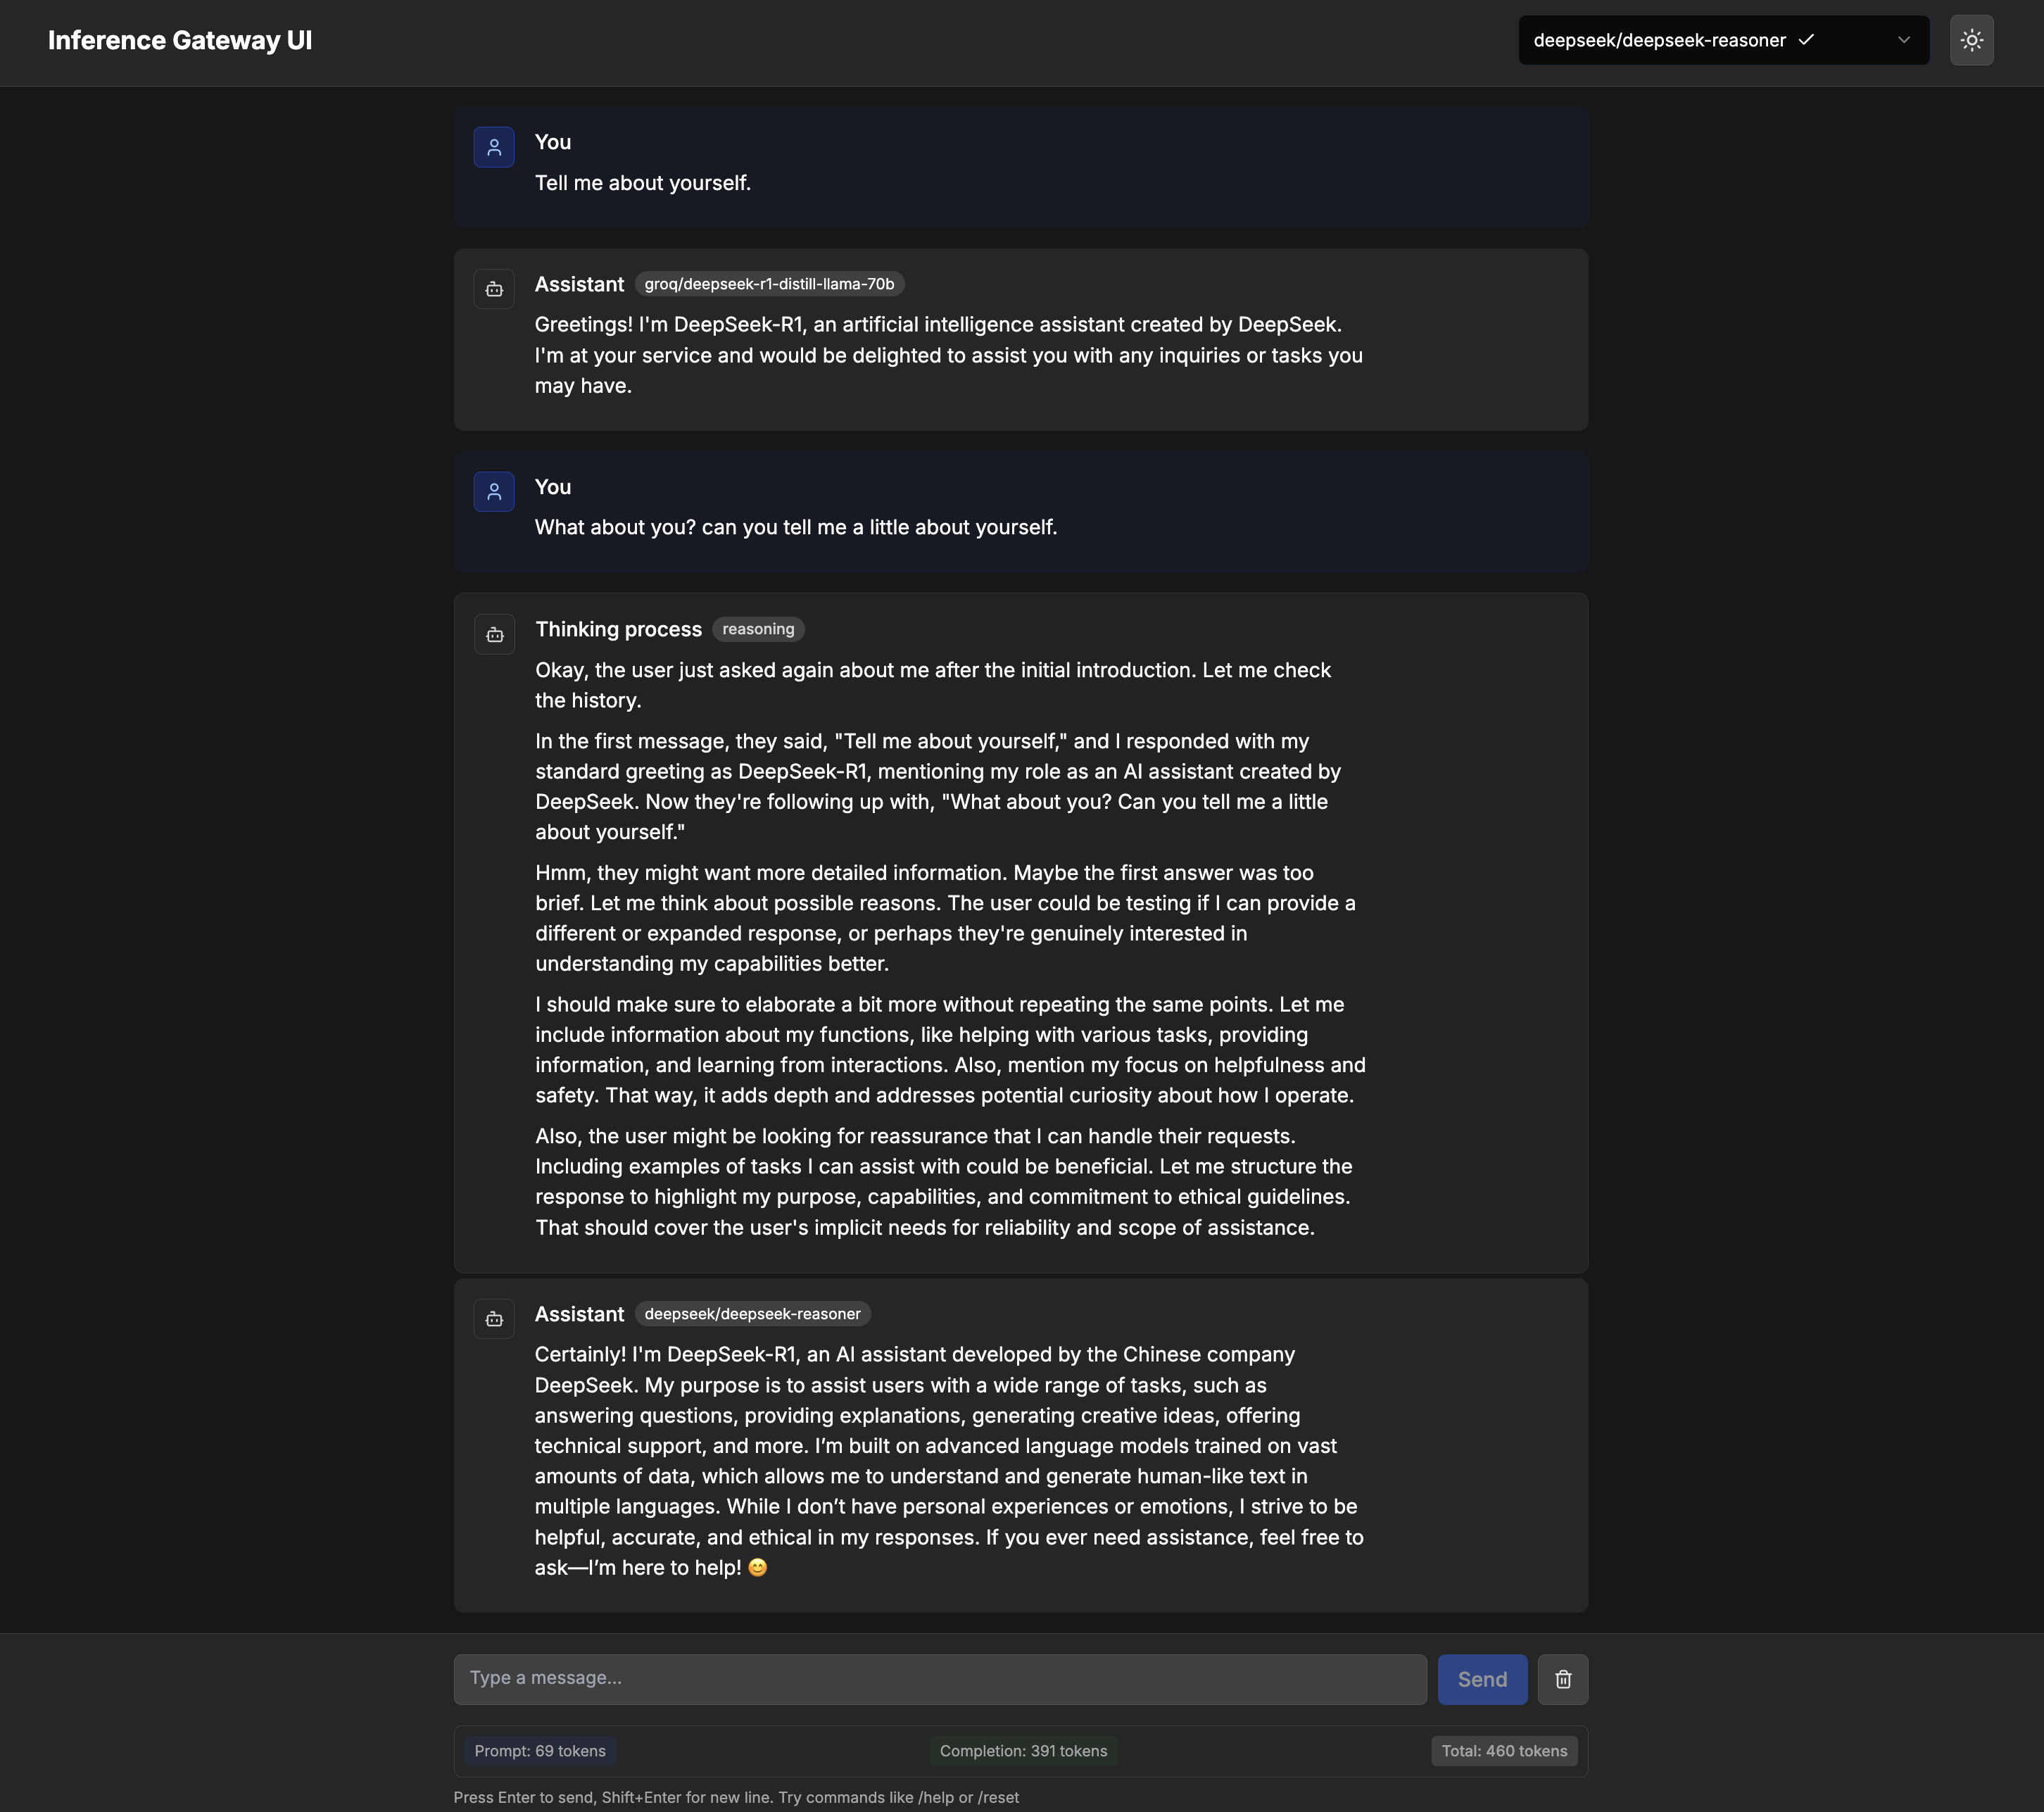 Inference Gateway UI
deepseek/deepseek-reasoner
You
Tell me about yourself.
Assistant groq/deepseek-r1-distill-llama-70b
Greetings! I'm DeepSeek-R1, an artificial intelligence assistant created by DeepSeek.
I'm at your service and would be delighted to assist you with any inquiries or tasks you
may have.
You
What about you? can you tell me a little about yourself.
Thinking process reasoning
Okay, the user just asked again about me after the initial introduction. Let me check
the history.
In the first message, they said, "Tell me about yourself," and I responded with my
standard greeting as DeepSeek-R1, mentioning my role as an AI assistant created by
DeepSeek. Now they're following up with, "What about you? Can you tell me a little
about yourself."
Hmm, they might want more detailed information. Maybe the first answer was too
brief. Let me think about possible reasons. The user could be testing if I can provide a
different or expanded response, or perhaps they're genuinely interested in
understanding my capabilities better.
I should make sure to elaborate a bit more without repeating the same points. Let me
include information about my functions, like helping with various tasks, providing
information, and learning from interactions. Also, mention my focus on helpfulness and
safety. That way, it adds depth and addresses potential curiosity about how I operate.
Also, the user might be looking for reassurance that I can handle their requests.
Including examples of tasks I can assist with could be beneficial. Let me structure the
response to highlight my purpose, capabilities, and commitment to ethical guidelines.
That should cover the user's implicit needs for reliability and scope of assistance.
Assistant deepseek/deepseek-reasoner
Certainly! I'm DeepSeek-R1, an AI assistant developed by the Chinese company
DeepSeek. My purpose is to assist users with a wide range of tasks, such as
answering questions, providing explanations, generating creative ideas, offering
technical support, and more. I’m built on advanced language models trained on vast
amounts of data, which allows me to understand and generate human-like text in
multiple languages. While I don’t have personal experiences or emotions, I strive to be
helpful, accurate, and ethical in my responses. If you ever need assistance, feel free to
ask—I’m here to help! 😊
Type a message...
Send
Prompt: 69 tokens
Completion: 391 tokens
Total: 460 tokens
Press Enter to send, Shift+Enter for new line. Try commands like /help or /reset